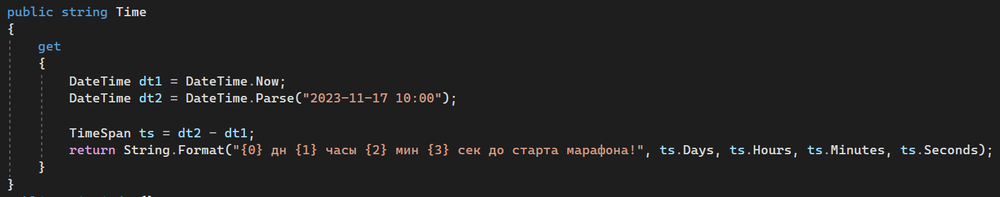 public string Time
{
get
{
DateTime dt1 = DateTime.Now;
DateTime dt2 = DateTime.Parse("2023-11-17 10:00");
TimeSpan ts = dt2 - dt1;
return String.Format("{0} дн {1} часы {2} мин {3} сек до старта марафона!", ts.Days, ts.Hours, ts.Minutes, ts.Seconds);
}
}